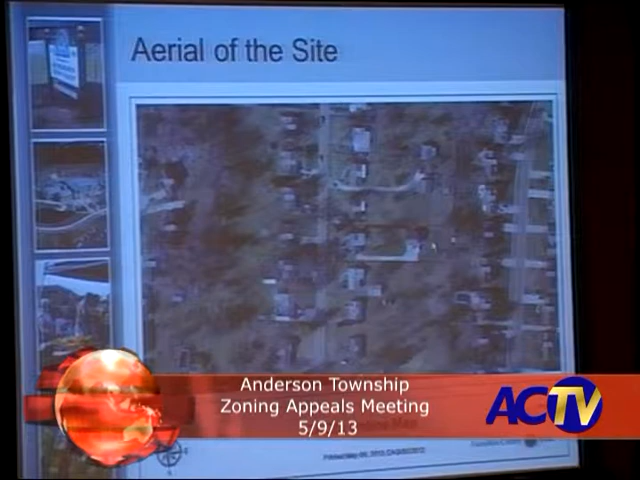 Aerial of the Site
Anderson Township
Zoning Appeals Meeting
5/9/13
ACTV